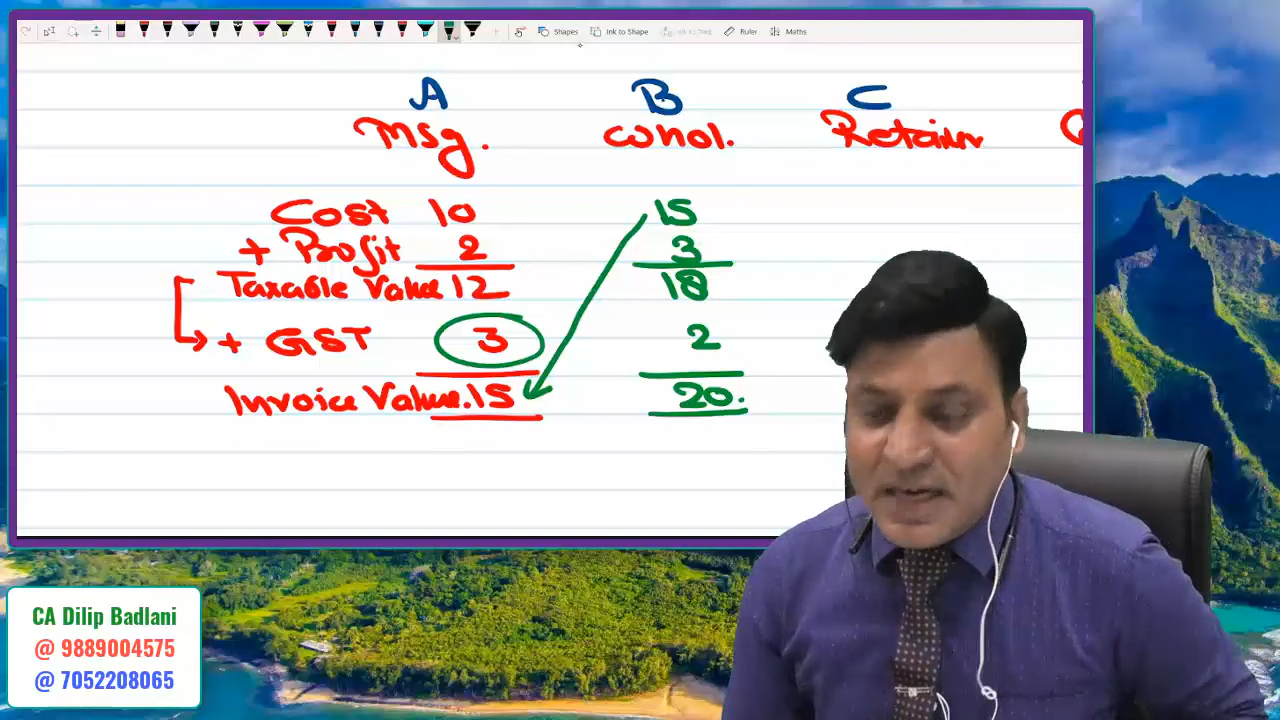 Shapes Ink to Shape Ruler Maths
A B C
Mfg. Whol. Retailer
Cost 10 15
+ Profit 2 3
Taxable Value 12 18
+ GST 3 2
Invoice Value. 15 20.
CA Dilip Badlani
@ 9889004575
@ 7052208065